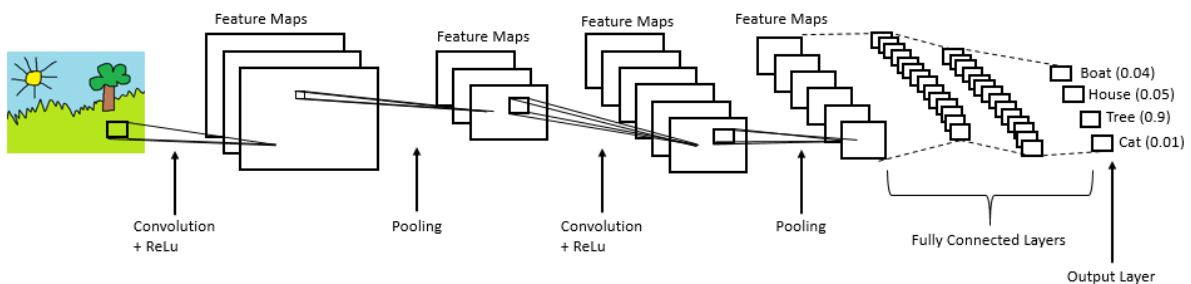 Feature Maps
Feature Maps
Feature Maps
Feature Maps
Boat (0.04)
House (0.05)
Tree (0.9)
Cat (0.01)
Convolution
+ ReLu
Pooling
Convolution
+ ReLu
Pooling
Fully Connected Layers
Output Layer